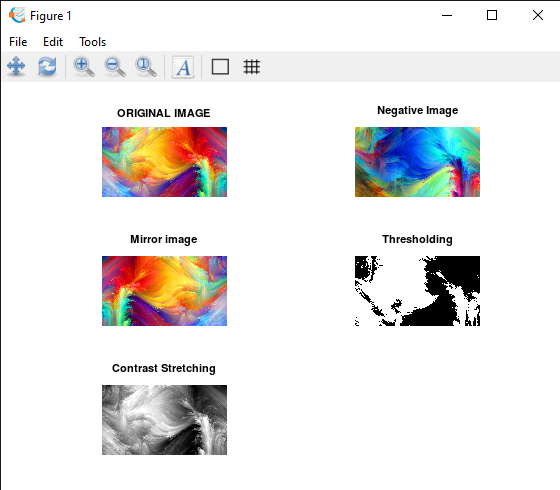 Figure 1
File Edit Tools
A
ORIGINAL IMAGE
Negative Image
Mirror image
Thresholding
Contrast Stretching